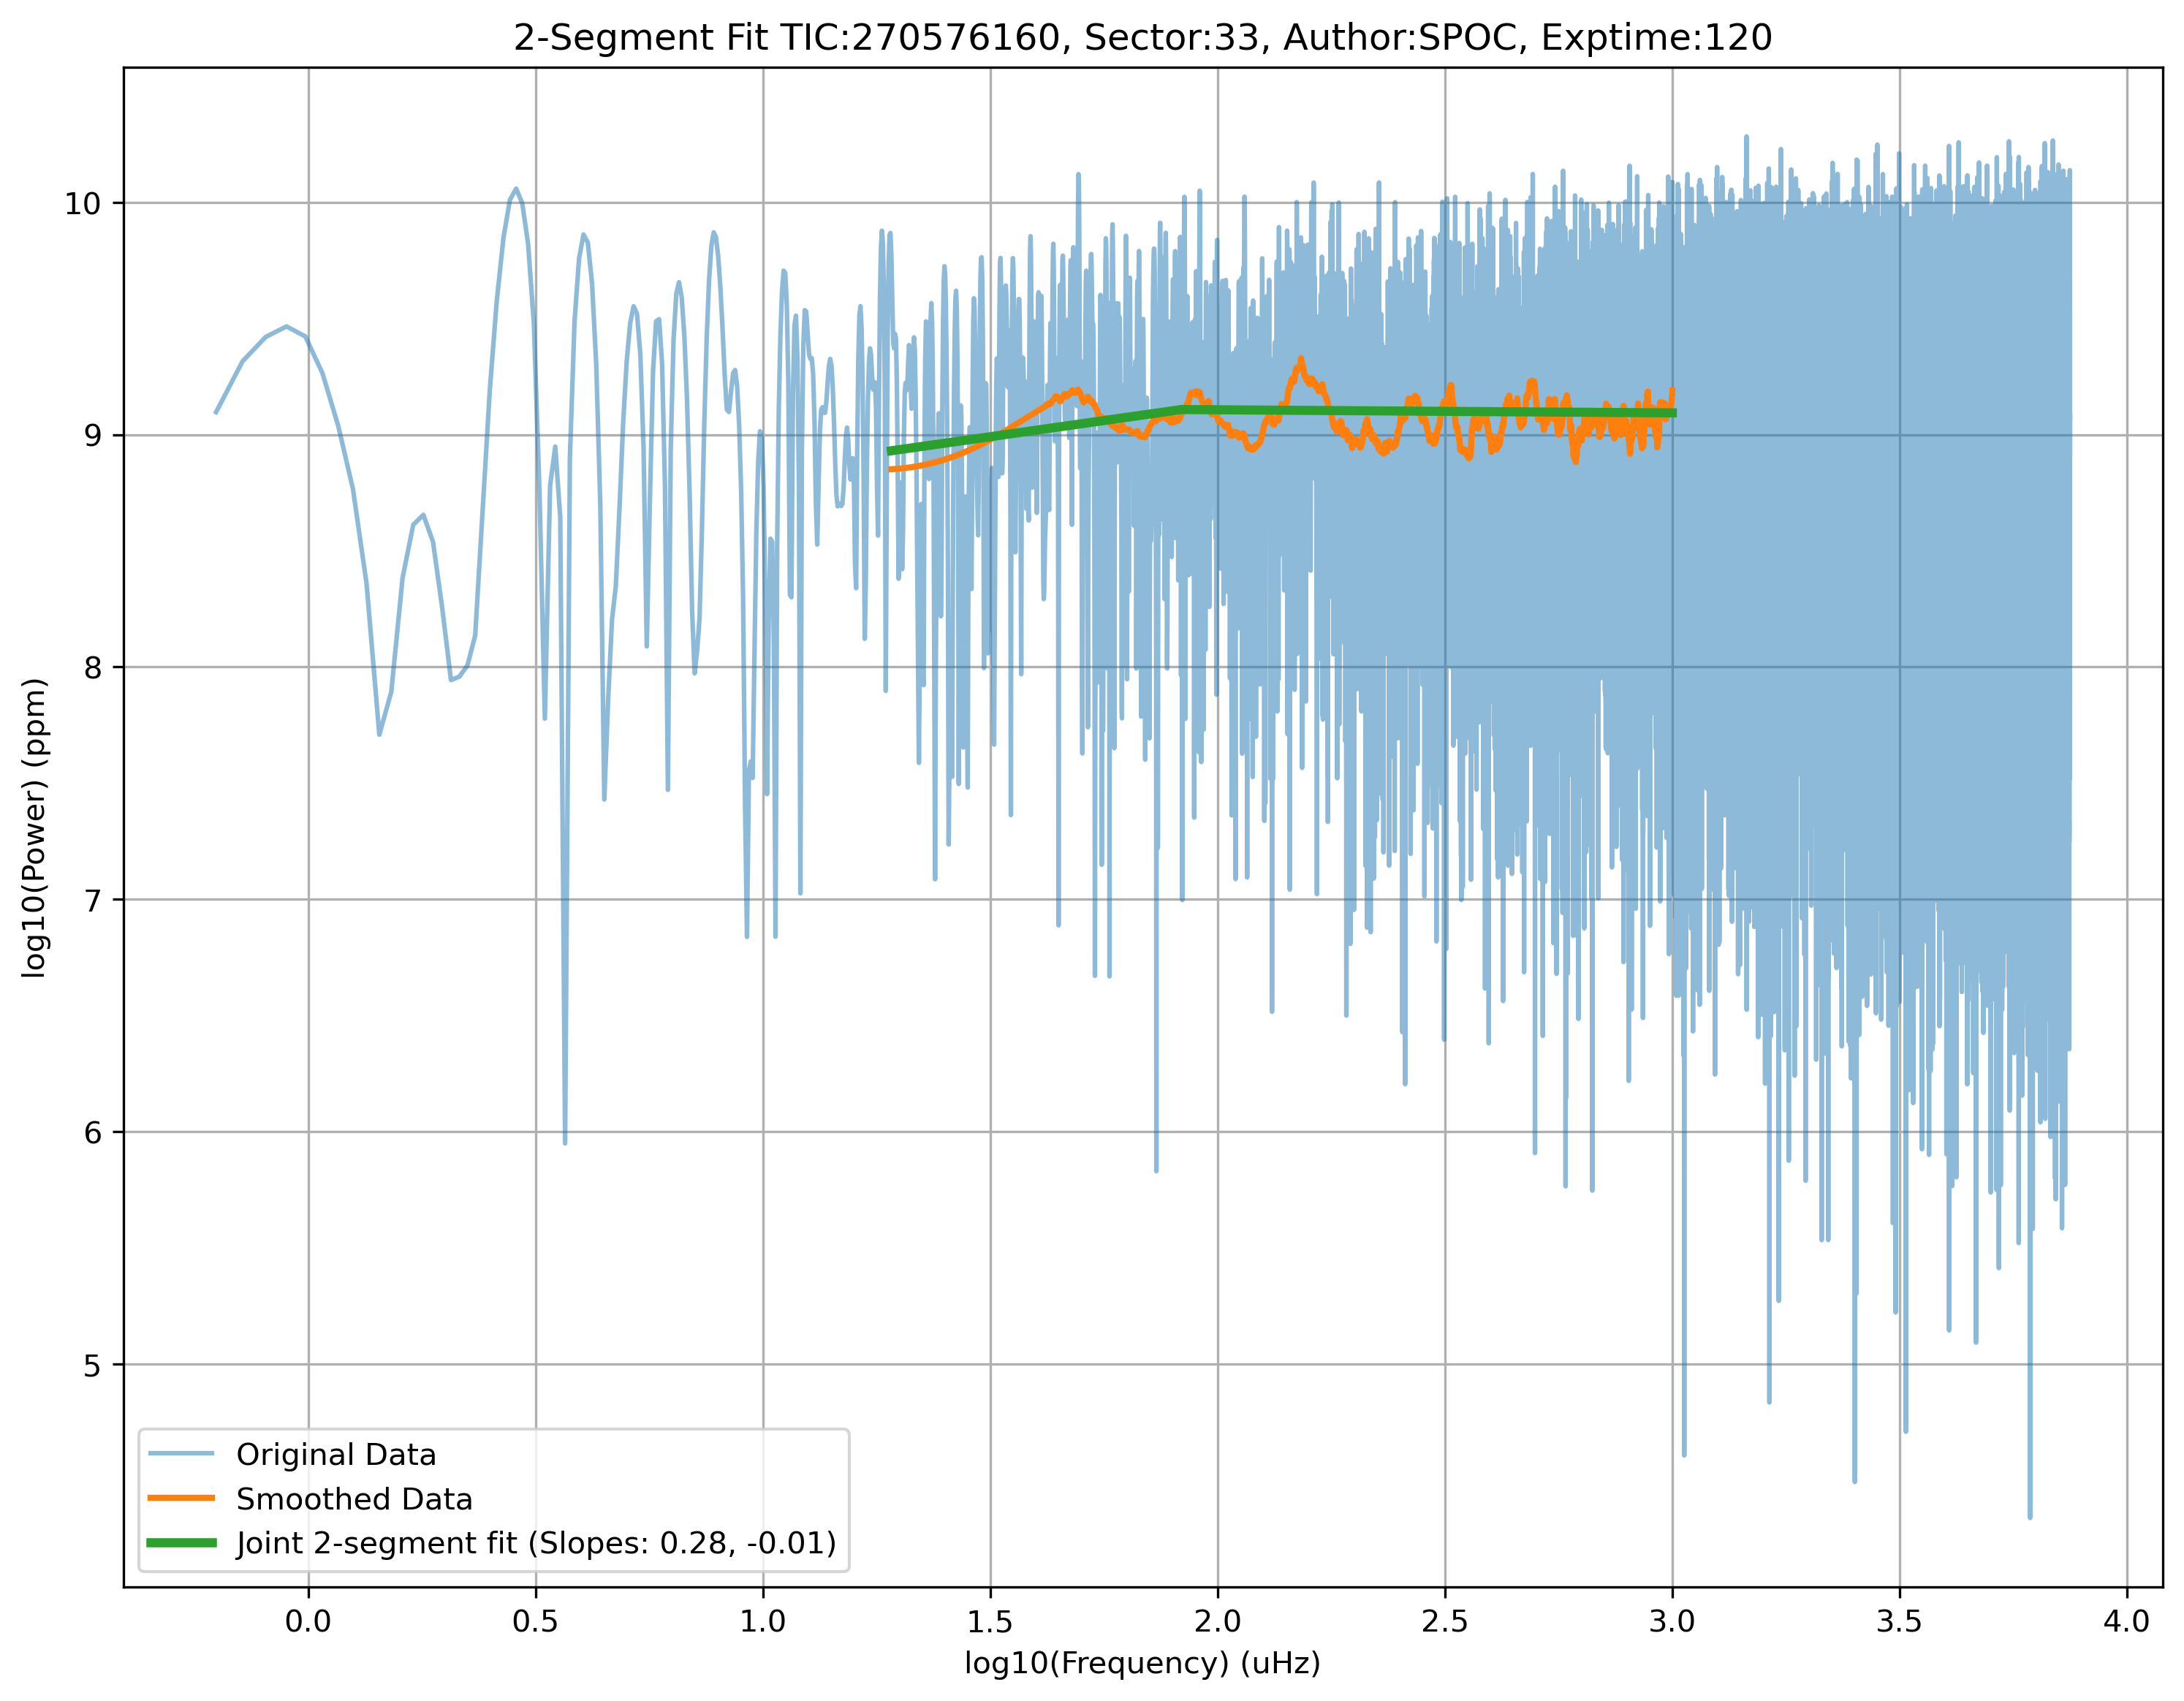 2-Segment Fit TIC:270576160, Sector:33, Author:SPOC, Exptime:120
log10(Power) (ppm)
10
9
8
7
6
5
Original Data
Smoothed Data
Joint 2-segment fit (Slopes: 0.28, -0.01)
0.0 0.5 1.0 1.5 2.0 2.5 3.0 3.5 4.0
log10(Frequency) (uHz)